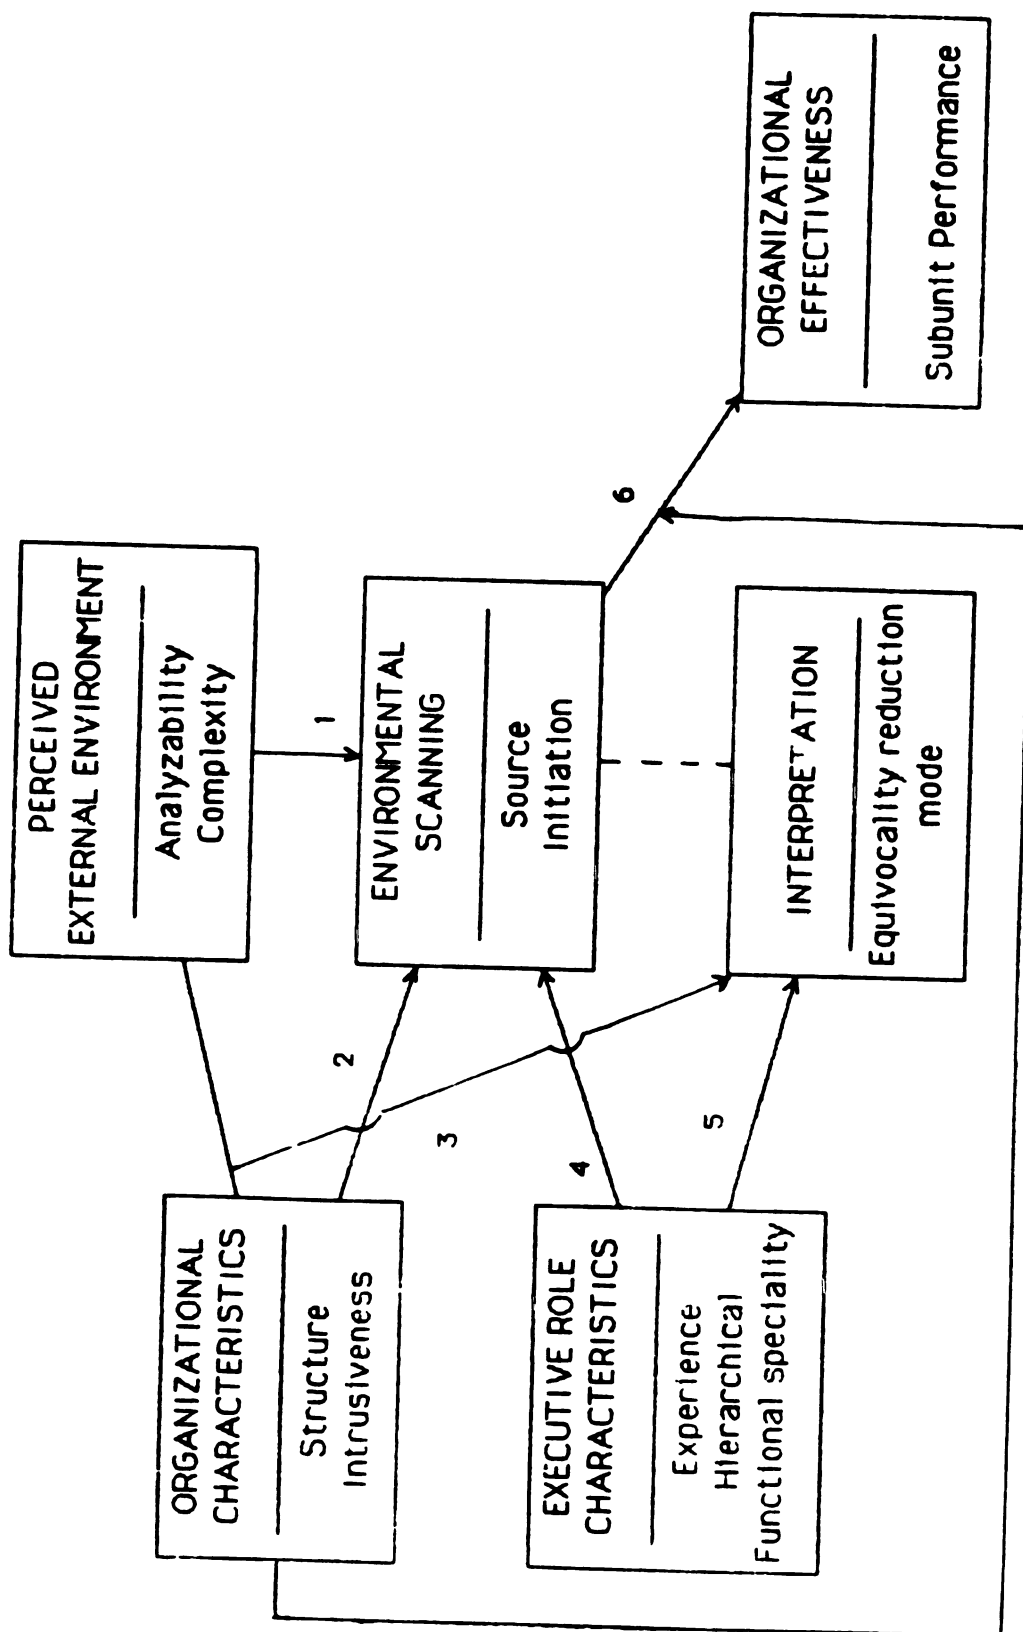 PERCEIVED
EXTERNAL ENVIRONMENT
Analyzability
Complexity
1
ORGANIZATIONAL
CHARACTERISTICS
Structure
Intrusiveness
2
ENVIRONMENTAL
SCANNING
Source
Initiation
3
6
ORGANIZATIONAL
EFFECTIVENESS
Subunit Performance
EXECUTIVE ROLE
CHARACTERISTICS
Experience
Hierarchical
Functional speciality
4
5
INTERPRETATION
Equivocality reduction
mode